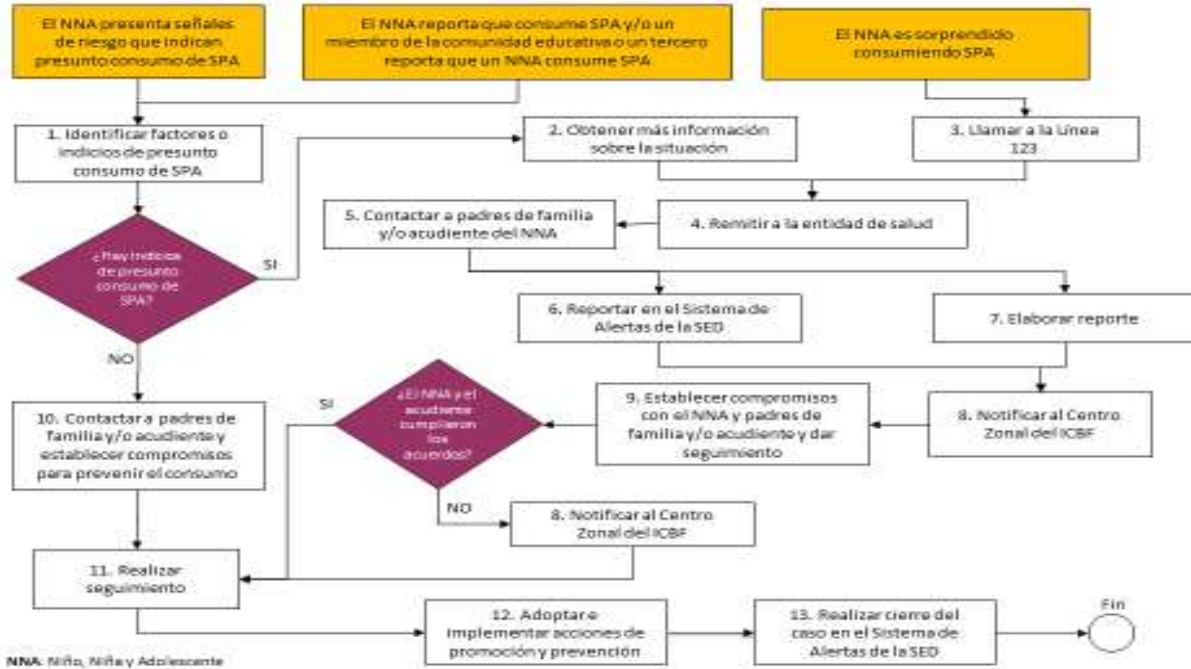 El NNA presenta señales
de riesgo que indican
presunto consumo de SPA
El NNA reporta que consume SPA y/o un
miembro de la comunidad educativa o un tercero
reporta que un NNA consume SPA
El NNA es sorprendido
consumiendo SPA
1. Identificar factores o
indicios de presunto
consumo de SPA
2. Obtener más información
sobre la situación
3. Llamar a la Línea
123
5. Contactar a padres de familia
y/o acudiente del NNA
4. Remitir a la entidad de salud
¿Hay indicios
de presunto
consumo de
SPA?
SI
6. Reportar en el Sistema de
Alertas de la SED
7. Elaborar reporte
NO
10. Contactar a padres de
familia y/o acudiente y
establecer compromisos
para prevenir el consumo
SI
¿El NNA y el
acudiente
cumplieron
los
acuerdos?
9. Establecer compromisos
con el NNA y padres de
familia y/o acudiente y dar
seguimiento
8. Notificar al Centro
Zonal del ICBF
NO
8. Notificar al Centro
Zonal del ICBF
11. Realizar
seguimiento
12. Adoptar e
implementar acciones de
promoción y prevención
13. Realizar cierre del
caso en el Sistema de
Alertas de la SED
Fin
NNA: Niño, Niña y Adolescente